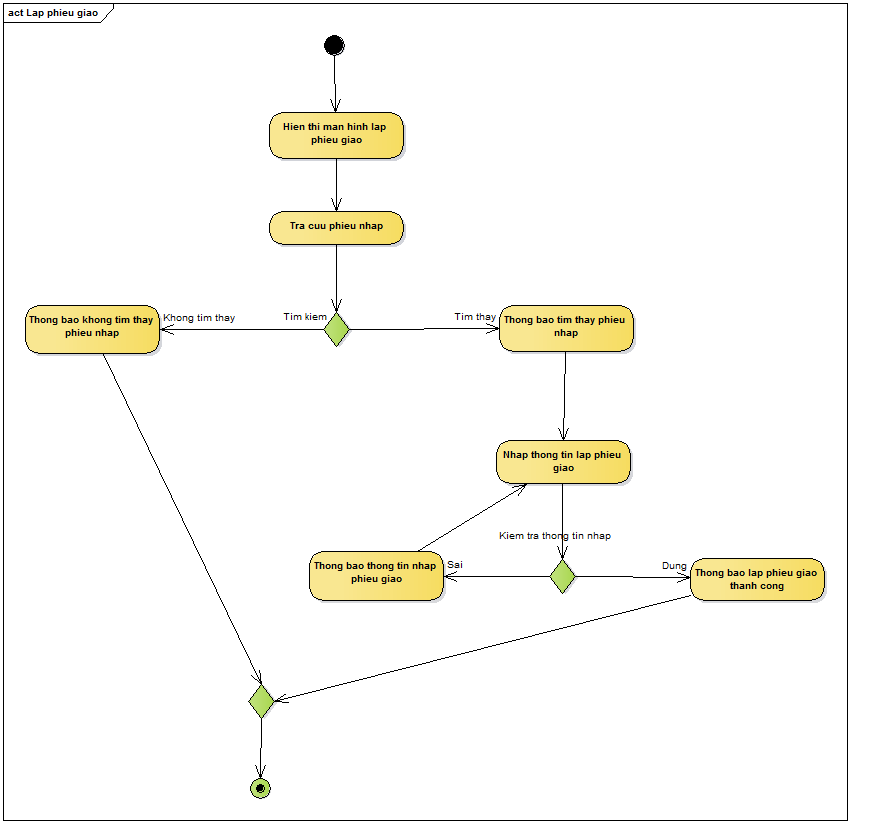 act Lap phieu giao
Hien thi man hinh lap
phieu giao
Tra cuu phieu nhap
Thong bao khong tim thay
phieu nhap
Khong tim thay
Tim kiem
Tim thay
Thong bao tim thay phieu
nhap
Nhap thong tin lap phieu
giao
Kiem tra thong tin nhap
Thong bao thong tin nhap
phieu giao
Sai
Dung
Thong bao lap phieu giao
thanh cong